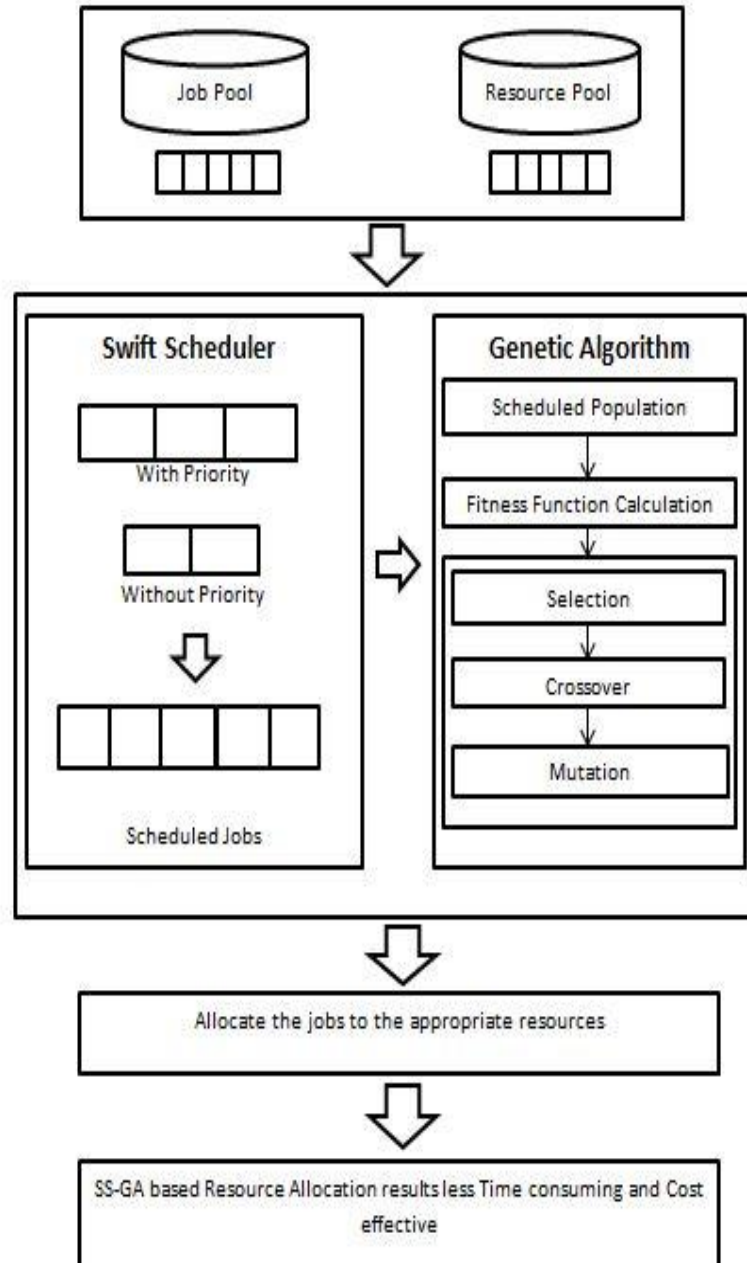 Job Pool
Resource Pool
Swift Scheduler
With Priority
Without Priority
Scheduled Jobs
Genetic Algorithm
Scheduled Population
Fitness Function Calculation
Selection
Crossover
Mutation
Allocate the jobs to the appropriate resources
SS-GA based Resource Allocation results less Time consuming and Cost
effective